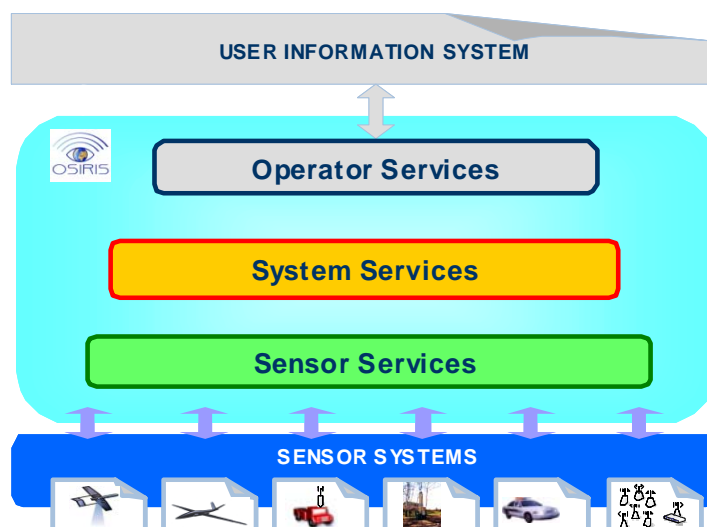 USER INFORMATION SYSTEM
OSIRIS
Operator Services
System Services
Sensor Services
SENSOR SYSTEMS